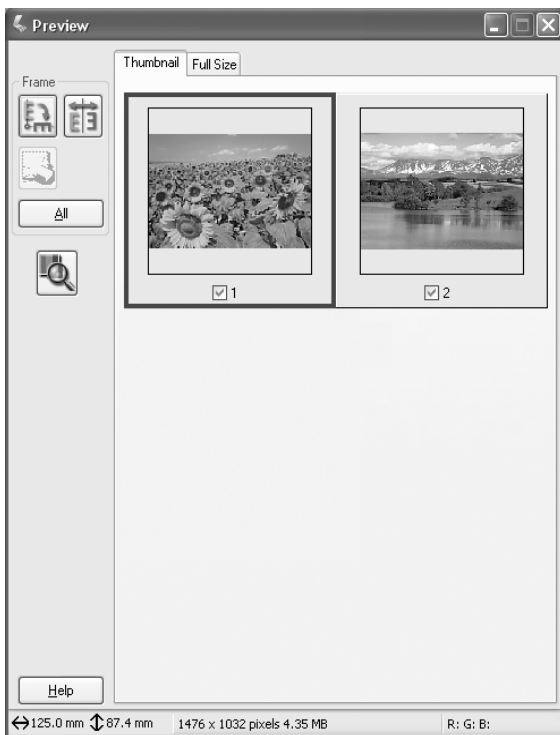 Preview
Thumbnail Full Size
Frame
All
1 2
Help
125.0 mm 87.4 mm 1476 x 1032 pixels 4.35 MB R: G: B: